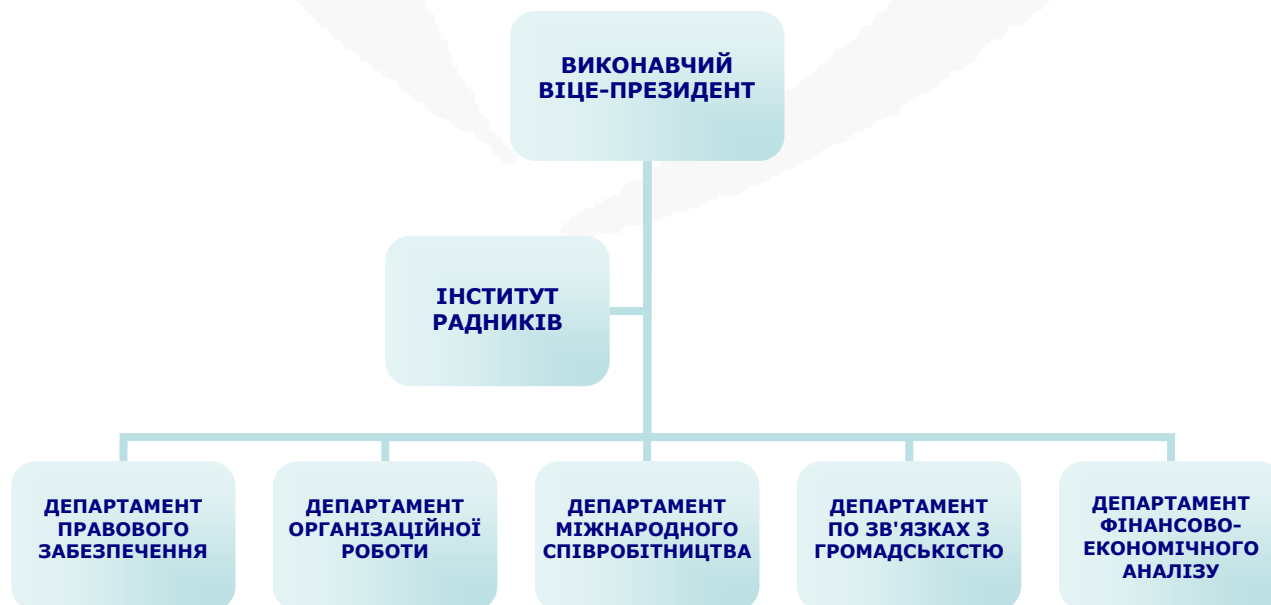 ВИКОНАВЧИЙ
ВІЦЕ-ПРЕЗИДЕНТ
ІНСТИТУТ
РАДНИКІВ
ДЕПАРТАМЕНТ
ПРАВОВОГО
ЗАБЕЗПЕЧЕННЯ
ДЕПАРТАМЕНТ
ОРГАНІЗАЦІЙНОЇ
РОБОТИ
ДЕПАРТАМЕНТ
МІЖНАРОДНОГО
СПІВРОБІТНИЦТВА
ДЕПАРТАМЕНТ
ПО ЗВ'ЯЗКАХ З
ГРОМАДСЬКІСТЮ
ДЕПАРТАМЕНТ
ФІНАНСОВО-
ЕКОНОМІЧНОГО
АНАЛІЗУ